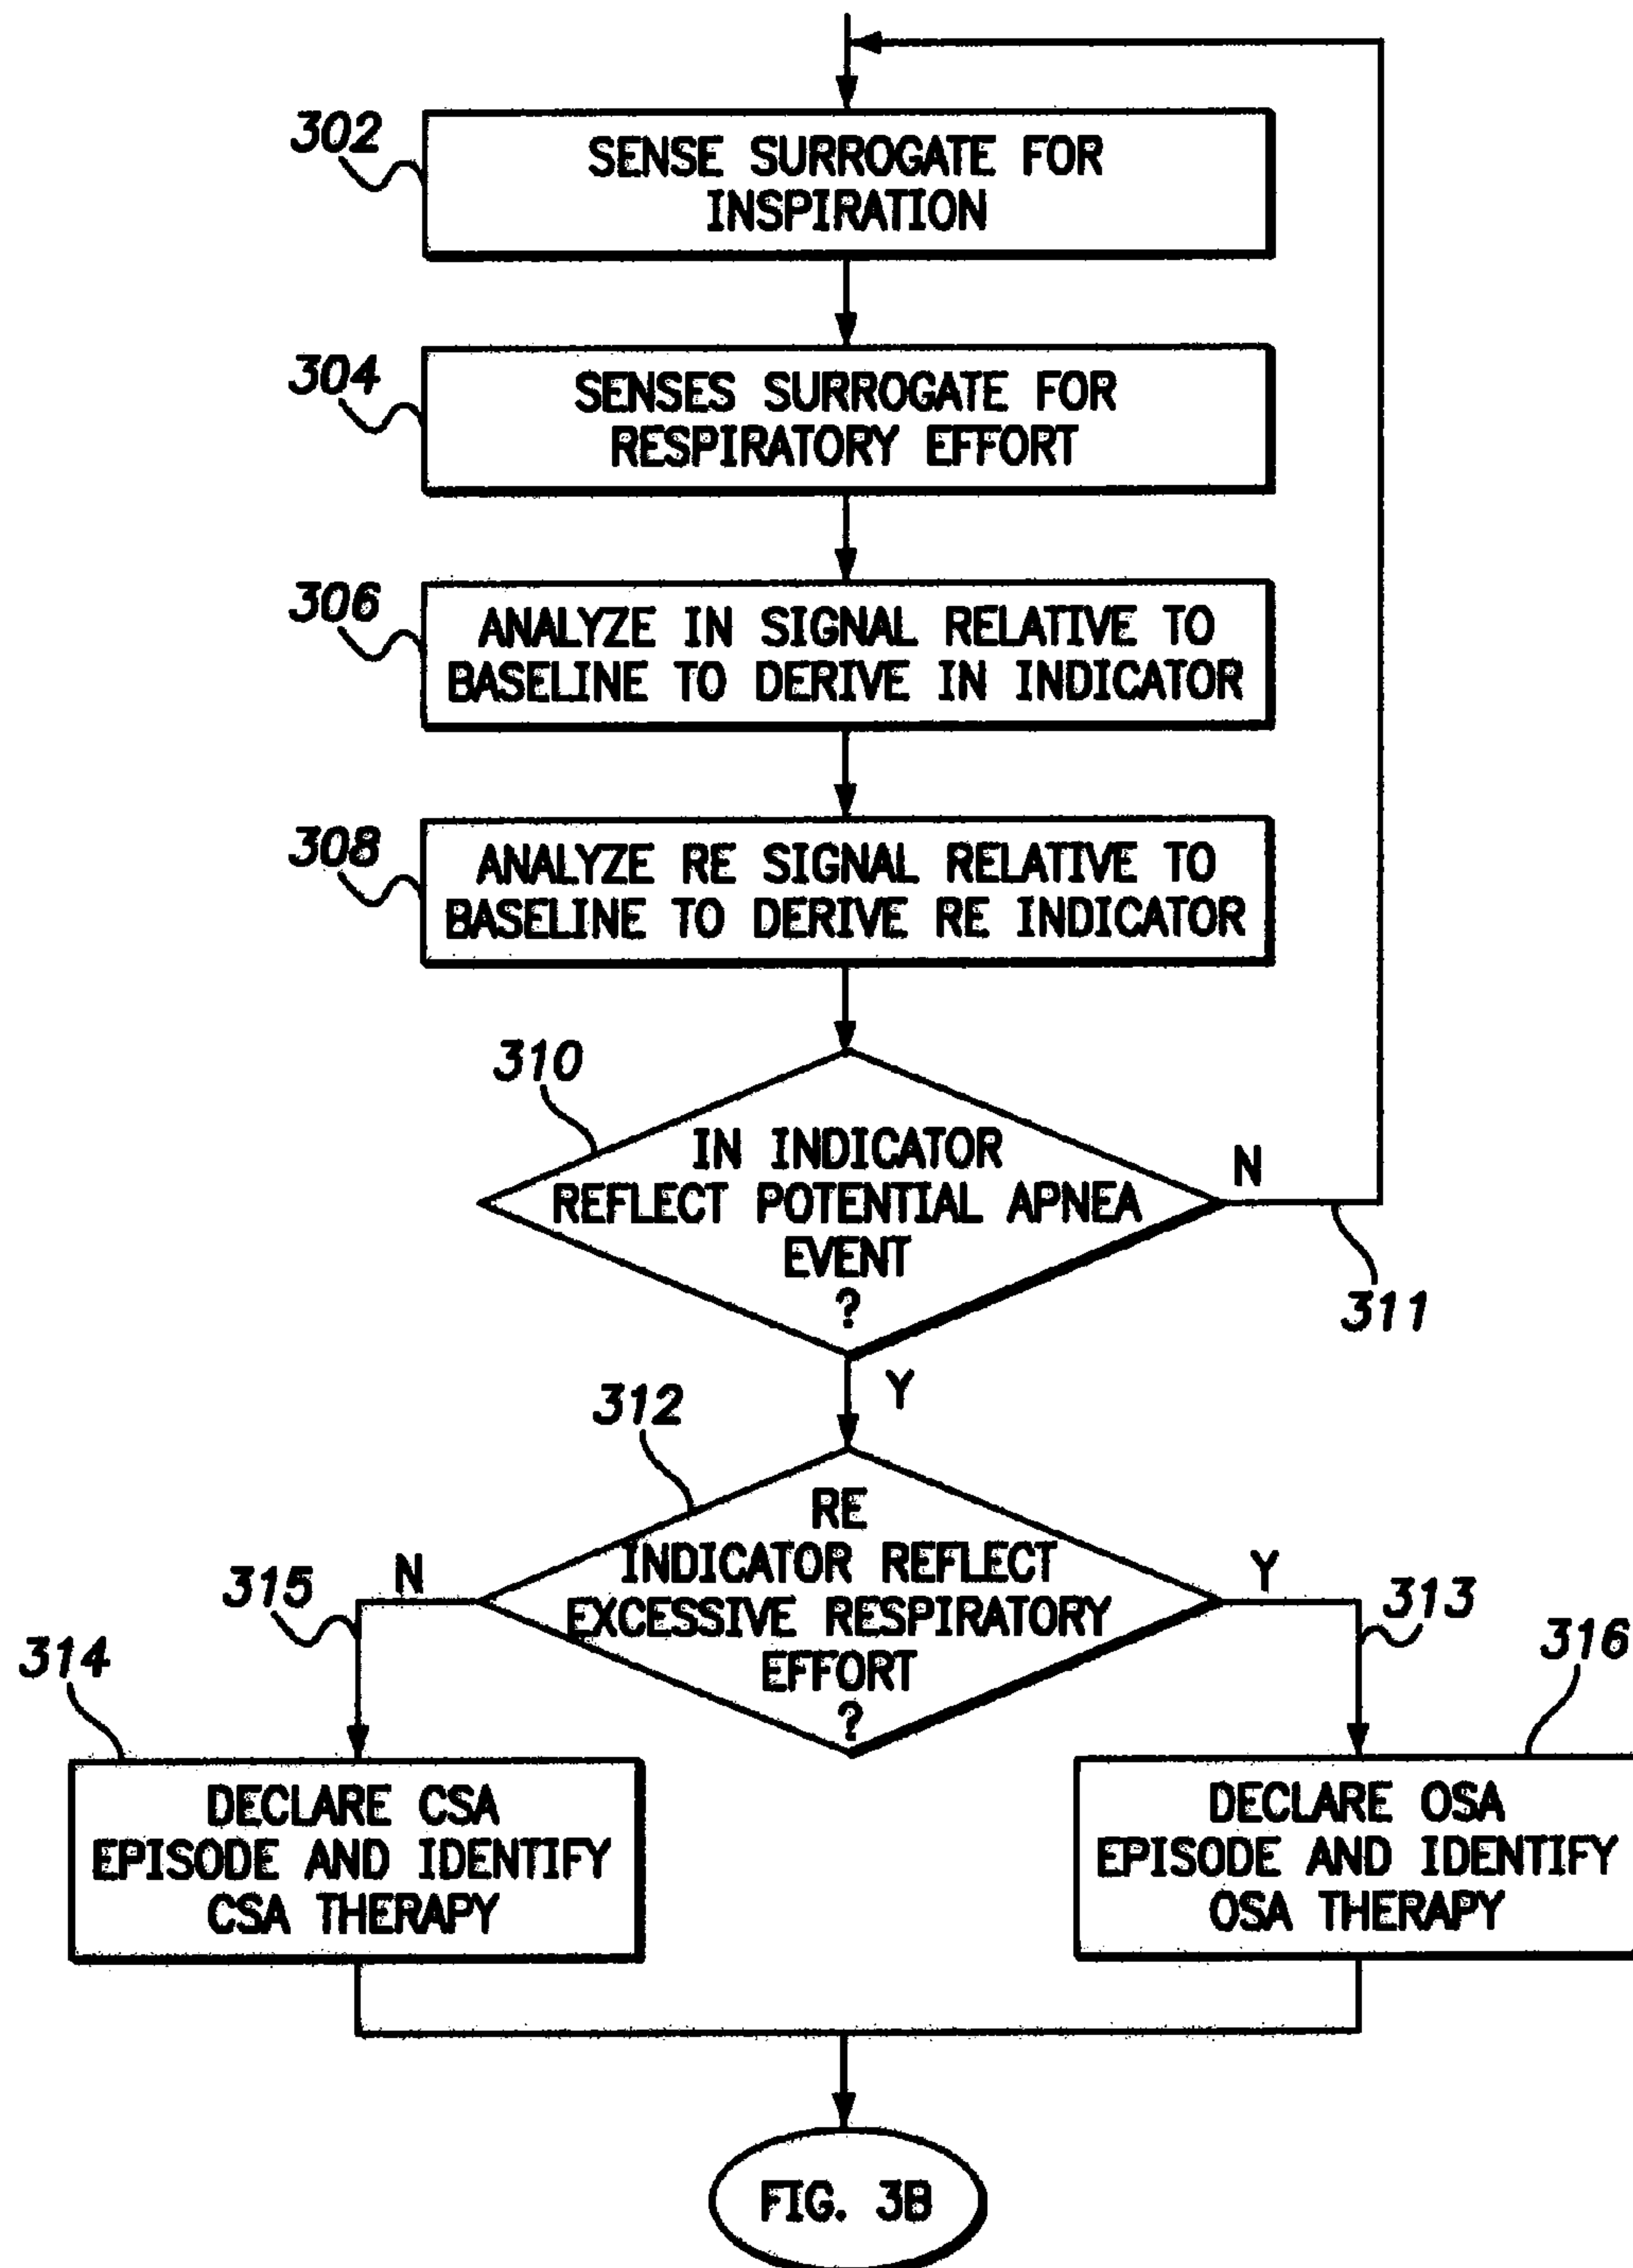 302
SENSE SURROGATE FOR
INSPIRATION
304
SENSES SURROGATE FOR
RESPIRATORY EFFORT
306
ANALYZE IN SIGNAL RELATIVE TO
BASELINE TO DERIVE IN INDICATOR
308
ANALYZE RE SIGNAL RELATIVE TO
BASELINE TO DERIVE RE INDICATOR
310
IN INDICATOR
REFLECT POTENTIAL APNEA
EVENT
?
N
311
Y
312
RE
INDICATOR REFLECT
EXCESSIVE RESPIRATORY
EFFORT
?
N
315
Y
313
314
DECLARE CSA
EPISODE AND IDENTIFY
CSA THERAPY
316
DECLARE OSA
EPISODE AND IDENTIFY
OSA THERAPY
FIG. 3B